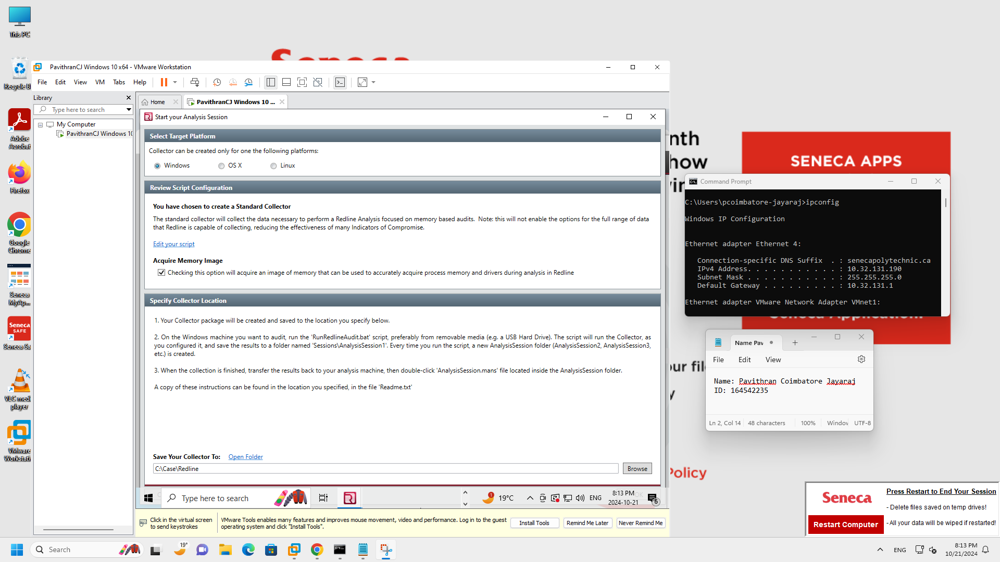 This PC
Recycle Bi
Adobe
Acrobat
Firefox
Google
Chrome
Seneca
MyAp...
Seneca
SAFE
Seneca Sa
VLC medi
player
VMware
Workstati
Seneca
PavithranCJ Windows 10 x64 - VMware Workstation
File Edit View VM Tabs Help
Library
Type here to search
My Computer
PavithranCJ Windows 10
Home
PavithranCJ Windows 10 ...
Start your Analysis Session
Select Target Platform
Collector can be created only for one the following platforms:
Windows OS X Linux
Review Script Configuration
You have chosen to create a Standard Collector
The standard collector will collect the data necessary to perform a Redline Analysis focused on memory based audits. Note: this will not enable the options for the full range of data
that Redline is capable of collecting, reducing the effectiveness of many Indicators of Compromise.
Edit your script
Acquire Memory Image
Checking this option will acquire an image of memory that can be used to accurately acquire process memory and drivers during analysis in Redline
Specify Collector Location
1. Your Collector package will be created and saved to the location you specify below.
2. On the Windows machine you want to audit, run the 'RunRedlineAudit.bat' script, preferably from removable media (e.g. a USB Hard Drive). The script will run the Collector, as
you configured it, and save the results to a folder named 'Sessions\AnalysisSession1'. Every time you run the script, a new AnalysisSession folder (AnalysisSession2, AnalysisSession3,
etc.) is created.
3. When the collection is finished, transfer the results back to your analysis machine, then double-click 'AnalysisSession.mans' file located inside the AnalysisSession folder.
A copy of these instructions can be found in the location you specified, in the file 'Readme.txt'
Save Your Collector To: Open Folder
C:\Case\Redline
Browse
Type here to search
1
19°C
ENG
8:13 PM
2024-10-21
6
Click in the virtual screen
to send keystrokes
VMware Tools enables many features and improves mouse movement, video and performance. Log in to the guest
operating system and click "Install Tools".
Install Tools
Remind Me Later
Never Remind Me
nth
how
SENECA APPS
Command Prompt
C:\Users\pcoimbatore-jayaraj>ipconfig
Windows IP Configuration
Ethernet adapter Ethernet 4:
Connection-specific DNS Suffix . : senecapolytechnic.ca
IPv4 Address. . . . . . . . . . . : 10.32.131.190
Subnet Mask . . . . . . . . . . . : 255.255.255.0
Default Gateway . . . . . . . . . : 10.32.131.1
Ethernet adapter VMware Network Adapter VMnet1:
Name Pav
File Edit View
Name: Pavithran Coimbatore Jayaraj
ID: 164542235
Ln 2, Col 14 48 characters 100% Window UTF-8
our file
y
Policy
Seneca
Restart Computer
Press Restart to End Your Session
- Delete files saved on temp drives!
- All your data will be wiped if restarted!
Search
19°
ENG
8:13 PM
10/21/2024